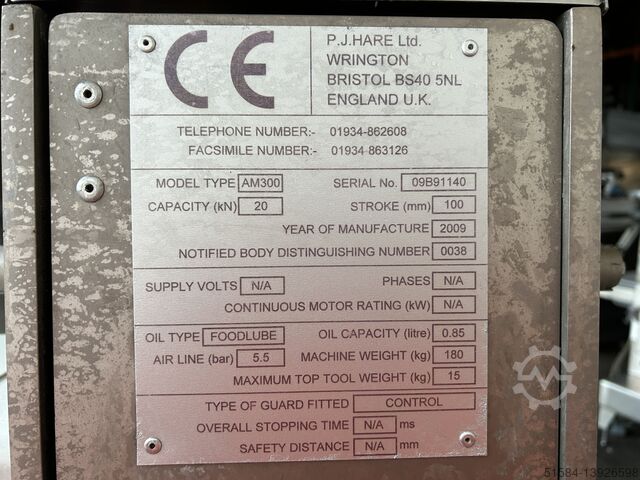 CE
P.J.HARE Ltd.
WRINGTON
BRISTOL BS40 5NL
ENGLAND U.K.
TELEPHONE NUMBER:- 01934-862608
FACSIMILE NUMBER:- 01934 863126
MODEL TYPE AM300 SERIAL No. 09B91140
CAPACITY (kN) 20 STROKE (mm) 100
YEAR OF MANUFACTURE 2009
NOTIFIED BODY DISTINGUISHING NUMBER 0038
SUPPLY VOLTS N/A PHASES N/A
CONTINUOUS MOTOR RATING (kW) N/A
OIL TYPE FOODLUBE OIL CAPACITY (litre) 0.85
AIR LINE (bar) 5.5 MACHINE WEIGHT (kg) 180
MAXIMUM TOP TOOL WEIGHT (kg) 15
TYPE OF GUARD FITTED CONTROL
OVERALL STOPPING TIME N/A ms
SAFETY DISTANCE N/A mm
51584-13926598